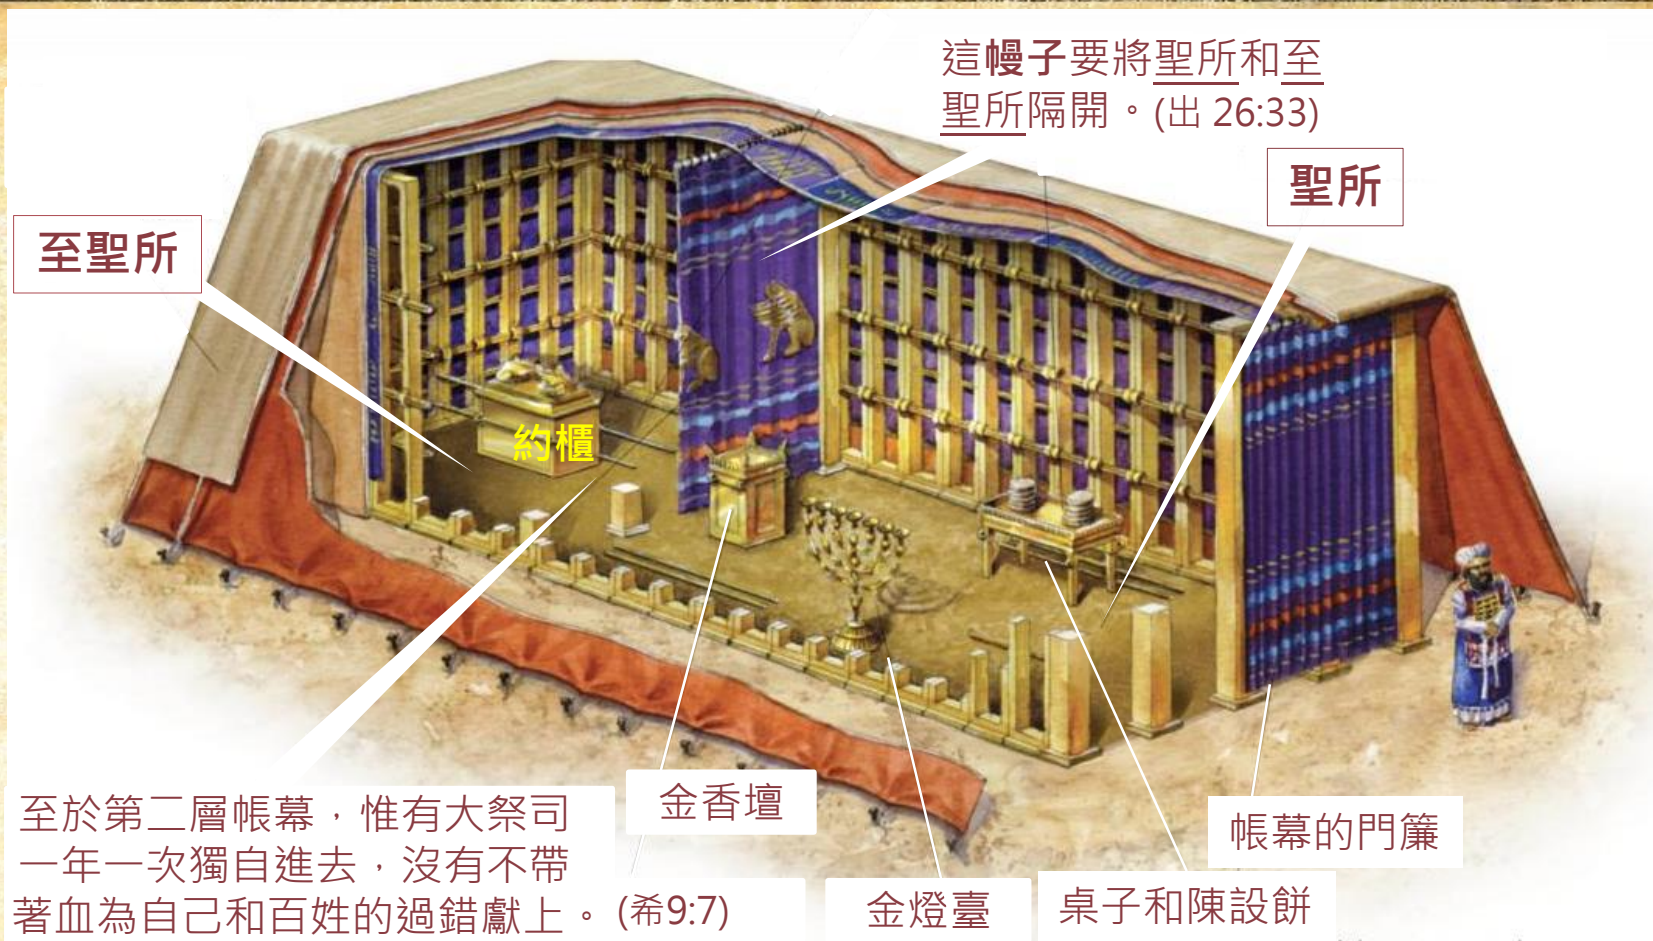 這幔子要將聖所和至
聖所隔開。(出 26:33)
聖所
至聖所
約櫃
至於第二層帳幕，惟有大祭司
一年一次獨自進去，沒有不帶
著血為自己和百姓的過錯獻上。(希9:7)
金香壇
金燈臺
桌子和陳設餅
帳幕的門簾